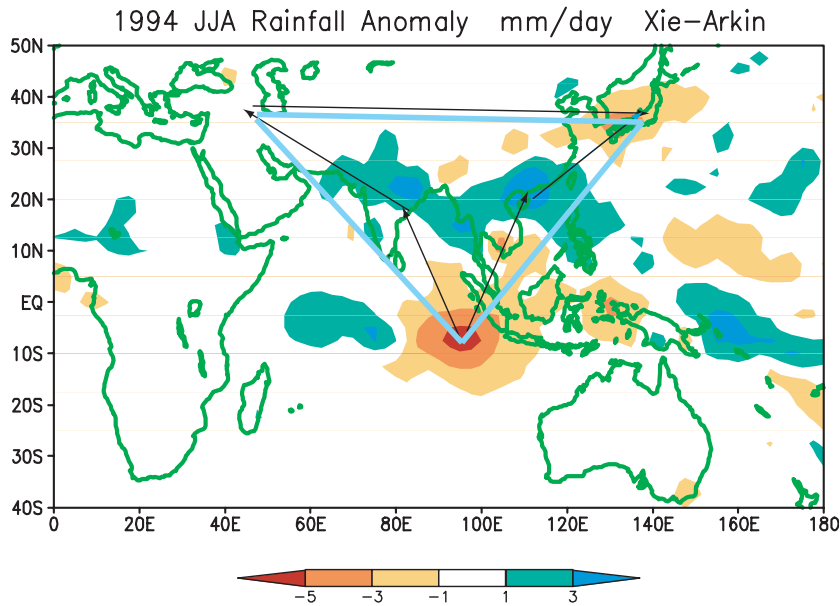 1994 JJA Rainfall Anomaly mm/day Xie−Arkin
50N
40N
30N
20N
10N
EQ
10S
20S
30S
40S
0 20E 40E 60E 80E 100E 120E 140E 160E 180
−5 −3 −1 1 3